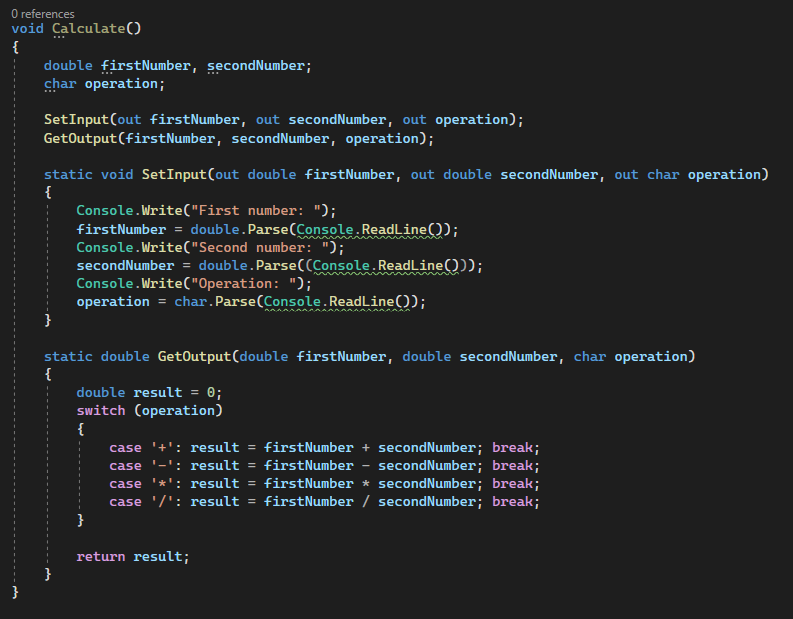 0 references
void Calculate()
{
double firstNumber, secondNumber;
char operation;
SetInput(out firstNumber, out secondNumber, out operation);
GetOutput(firstNumber, secondNumber, operation);
static void SetInput(out double firstNumber, out double secondNumber, out char operation)
{
Console.Write("First number: ");
firstNumber = double.Parse(Console.ReadLine());
Console.Write("Second number: ");
secondNumber = double.Parse((Console.ReadLine()));
Console.Write("Operation: ");
operation = char.Parse(Console.ReadLine());
}
static double GetOutput(double firstNumber, double secondNumber, char operation)
{
double result = 0;
switch (operation)
{
case '+': result = firstNumber + secondNumber; break;
case '-': result = firstNumber - secondNumber; break;
case '*': result = firstNumber * secondNumber; break;
case '/': result = firstNumber / secondNumber; break;
}
return result;
}
}